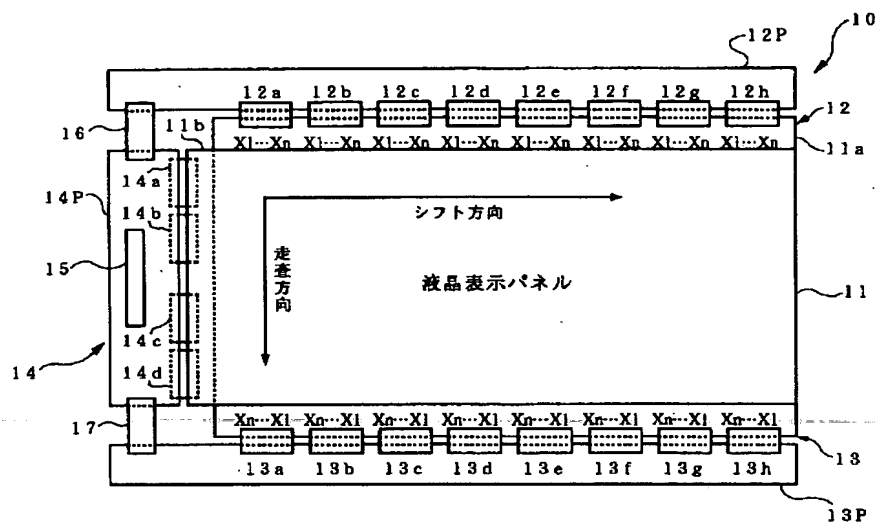 12P
10
12a 12b 12c 12d 12e 12f 12g 12h
12
16
11b
X1…Xn X1…Xn X1…Xn X1…Xn X1…Xn X1…Xn X1…Xn X1…Xn
11a
14a
14P
14b
シフト方向
走査方向
15
液晶表示パネル
11
14c
14
14d
17
Xn…X1 Xn…X1 Xn…X1 Xn…X1 Xn…X1 Xn…X1 Xn…X1 Xn…X1
13
13a 13b 13c 13d 13e 13f 13g 13h
13P